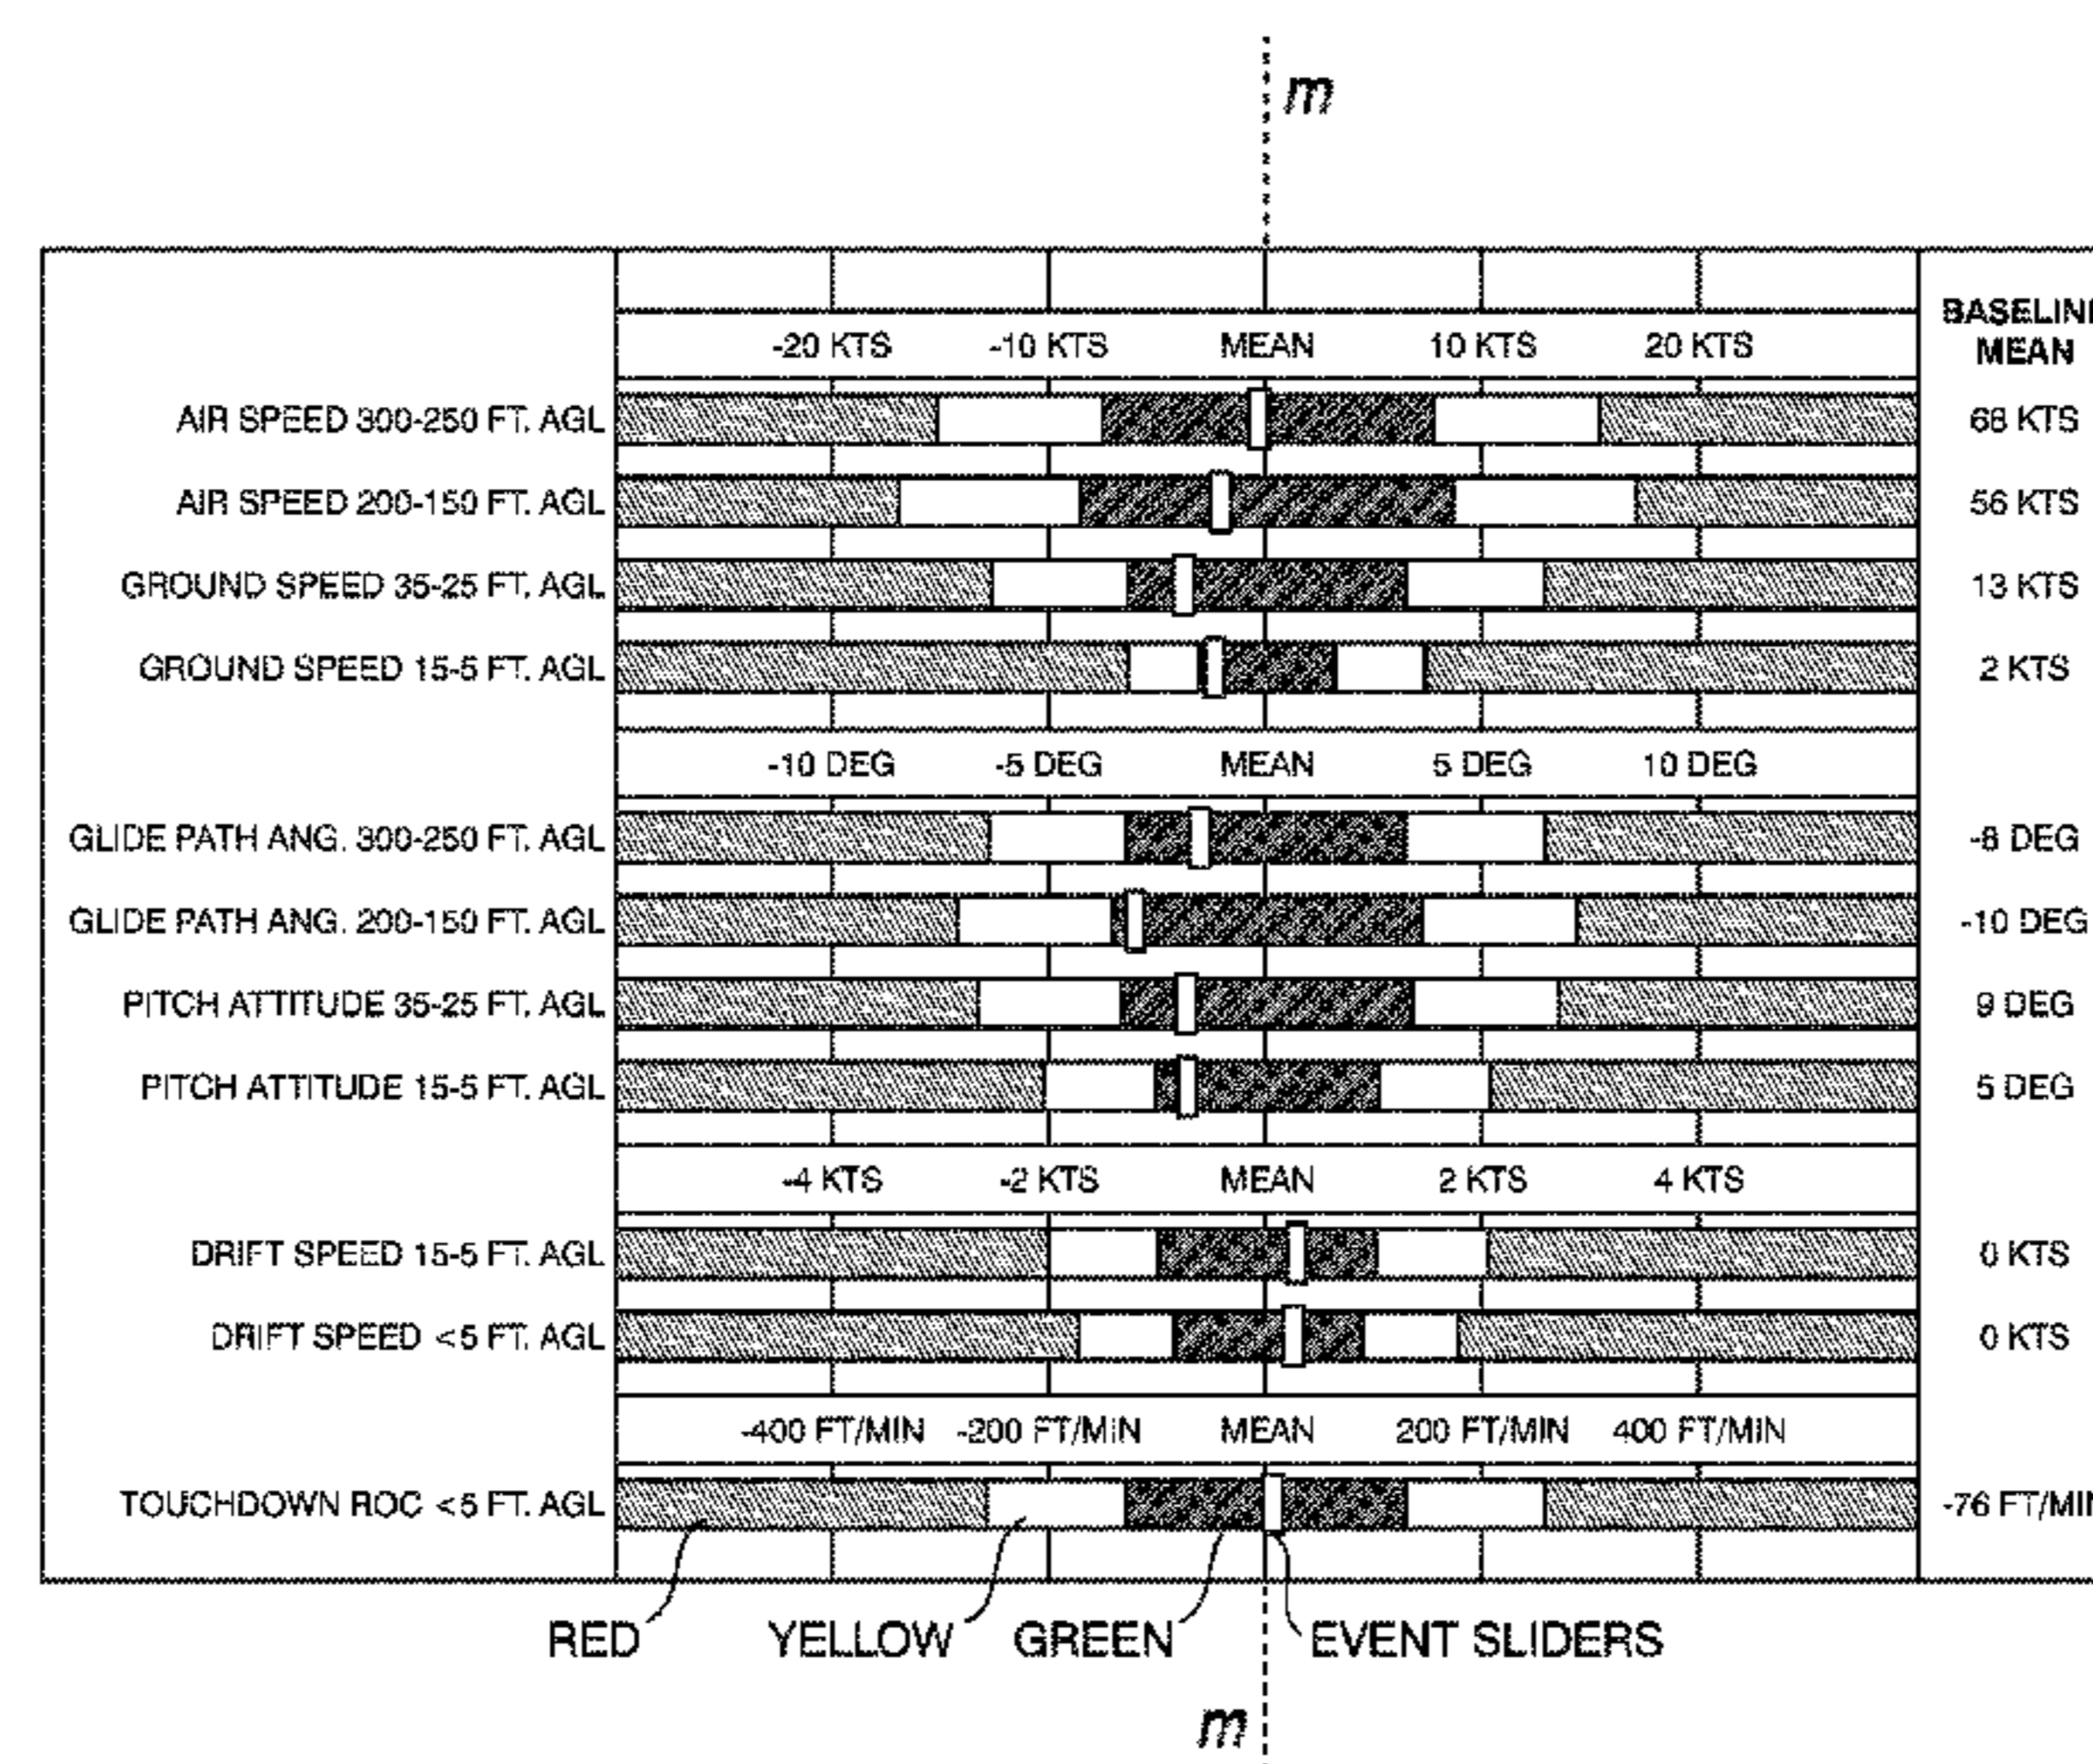 m
BASELINE
MEAN
-20 KTS -10 KTS MEAN 10 KTS 20 KTS
AIR SPEED 300-250 FT. AGL 68 KTS
AIR SPEED 200-150 FT. AGL 56 KTS
GROUND SPEED 35-25 FT. AGL 13 KTS
GROUND SPEED 15-5 FT. AGL 2 KTS
-10 DEG -5 DEG MEAN 5 DEG 10 DEG
GLIDE PATH ANG. 300-250 FT. AGL -8 DEG
GLIDE PATH ANG. 200-150 FT. AGL -10 DEG
PITCH ATTITUDE 35-25 FT. AGL 9 DEG
PITCH ATTITUDE 15-5 FT. AGL 5 DEG
-4 KTS -2 KTS MEAN 2 KTS 4 KTS
DRIFT SPEED 15-5 FT. AGL 0 KTS
DRIFT SPEED <5 FT. AGL 0 KTS
-400 FT/MIN -200 FT/MIN MEAN 200 FT/MIN 400 FT/MIN
TOUCHDOWN ROC <5 FT. AGL -76 FT/MIN
RED YELLOW GREEN EVENT SLIDERS
m